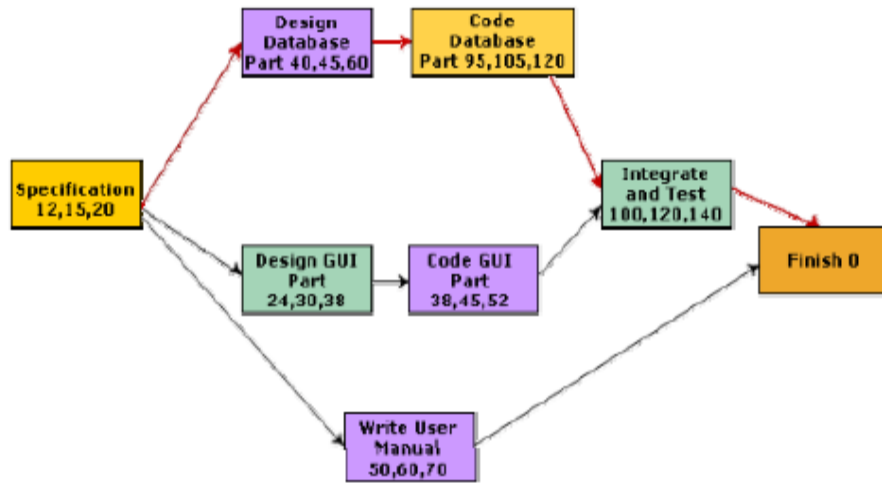 Design
Database
Part 40,45,60
Code
Database
Part 95,105,120
Specification
12,15,20
Integrate
and Test
100,120,140
Design GUI
Part
24,30,38
Code GUI
Part
38,45,52
Finish 0
Write User
Manual
50,60,70